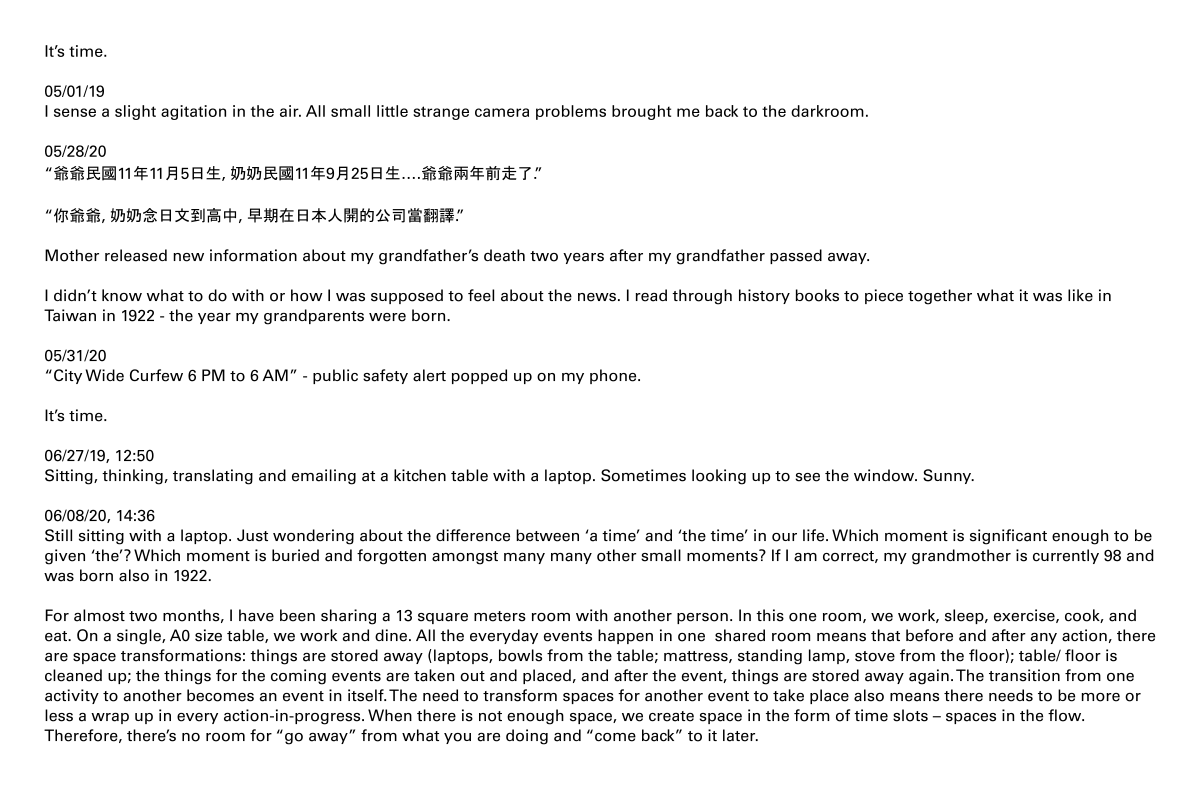 It’s time.
05/01/19
I sense a slight agitation in the air. All small little strange camera problems brought me back to the darkroom.
05/28/20
“爺爺民國11年11月5日生, 奶奶民國11年9月25日生....爺爺兩年前走了.”
“你爺爺, 奶奶念日文到高中, 早期在日本人開的公司當翻譯.”
Mother released new information about my grandfather’s death two years after my grandfather passed away.
I didn’t know what to do with or how I was supposed to feel about the news. I read through history books to piece together what it was like in
Taiwan in 1922 - the year my grandparents were born.
05/31/20
“City Wide Curfew 6 PM to 6 AM” - public safety alert popped up on my phone.
It’s time.
06/27/19, 12:50
Sitting, thinking, translating and emailing at a kitchen table with a laptop. Sometimes looking up to see the window. Sunny.
06/08/20, 14:36
Still sitting with a laptop. Just wondering about the difference between ‘a time’ and ‘the time’ in our life. Which moment is significant enough to be
given ‘the’? Which moment is buried and forgotten amongst many many other small moments? If I am correct, my grandmother is currently 98 and
was born also in 1922.
For almost two months, I have been sharing a 13 square meters room with another person. In this one room, we work, sleep, exercise, cook, and
eat. On a single, A0 size table, we work and dine. All the everyday events happen in one  shared room means that before and after any action, there
are space transformations: things are stored away (laptops, bowls from the table; mattress, standing lamp, stove from the floor); table/ floor is
cleaned up; the things for the coming events are taken out and placed, and after the event, things are stored away again. The transition from one
activity to another becomes an event in itself. The need to transform spaces for another event to take place also means there needs to be more or
less a wrap up in every action-in-progress. When there is not enough space, we create space in the form of time slots – spaces in the flow.
Therefore, there’s no room for “go away” from what you are doing and “come back” to it later.